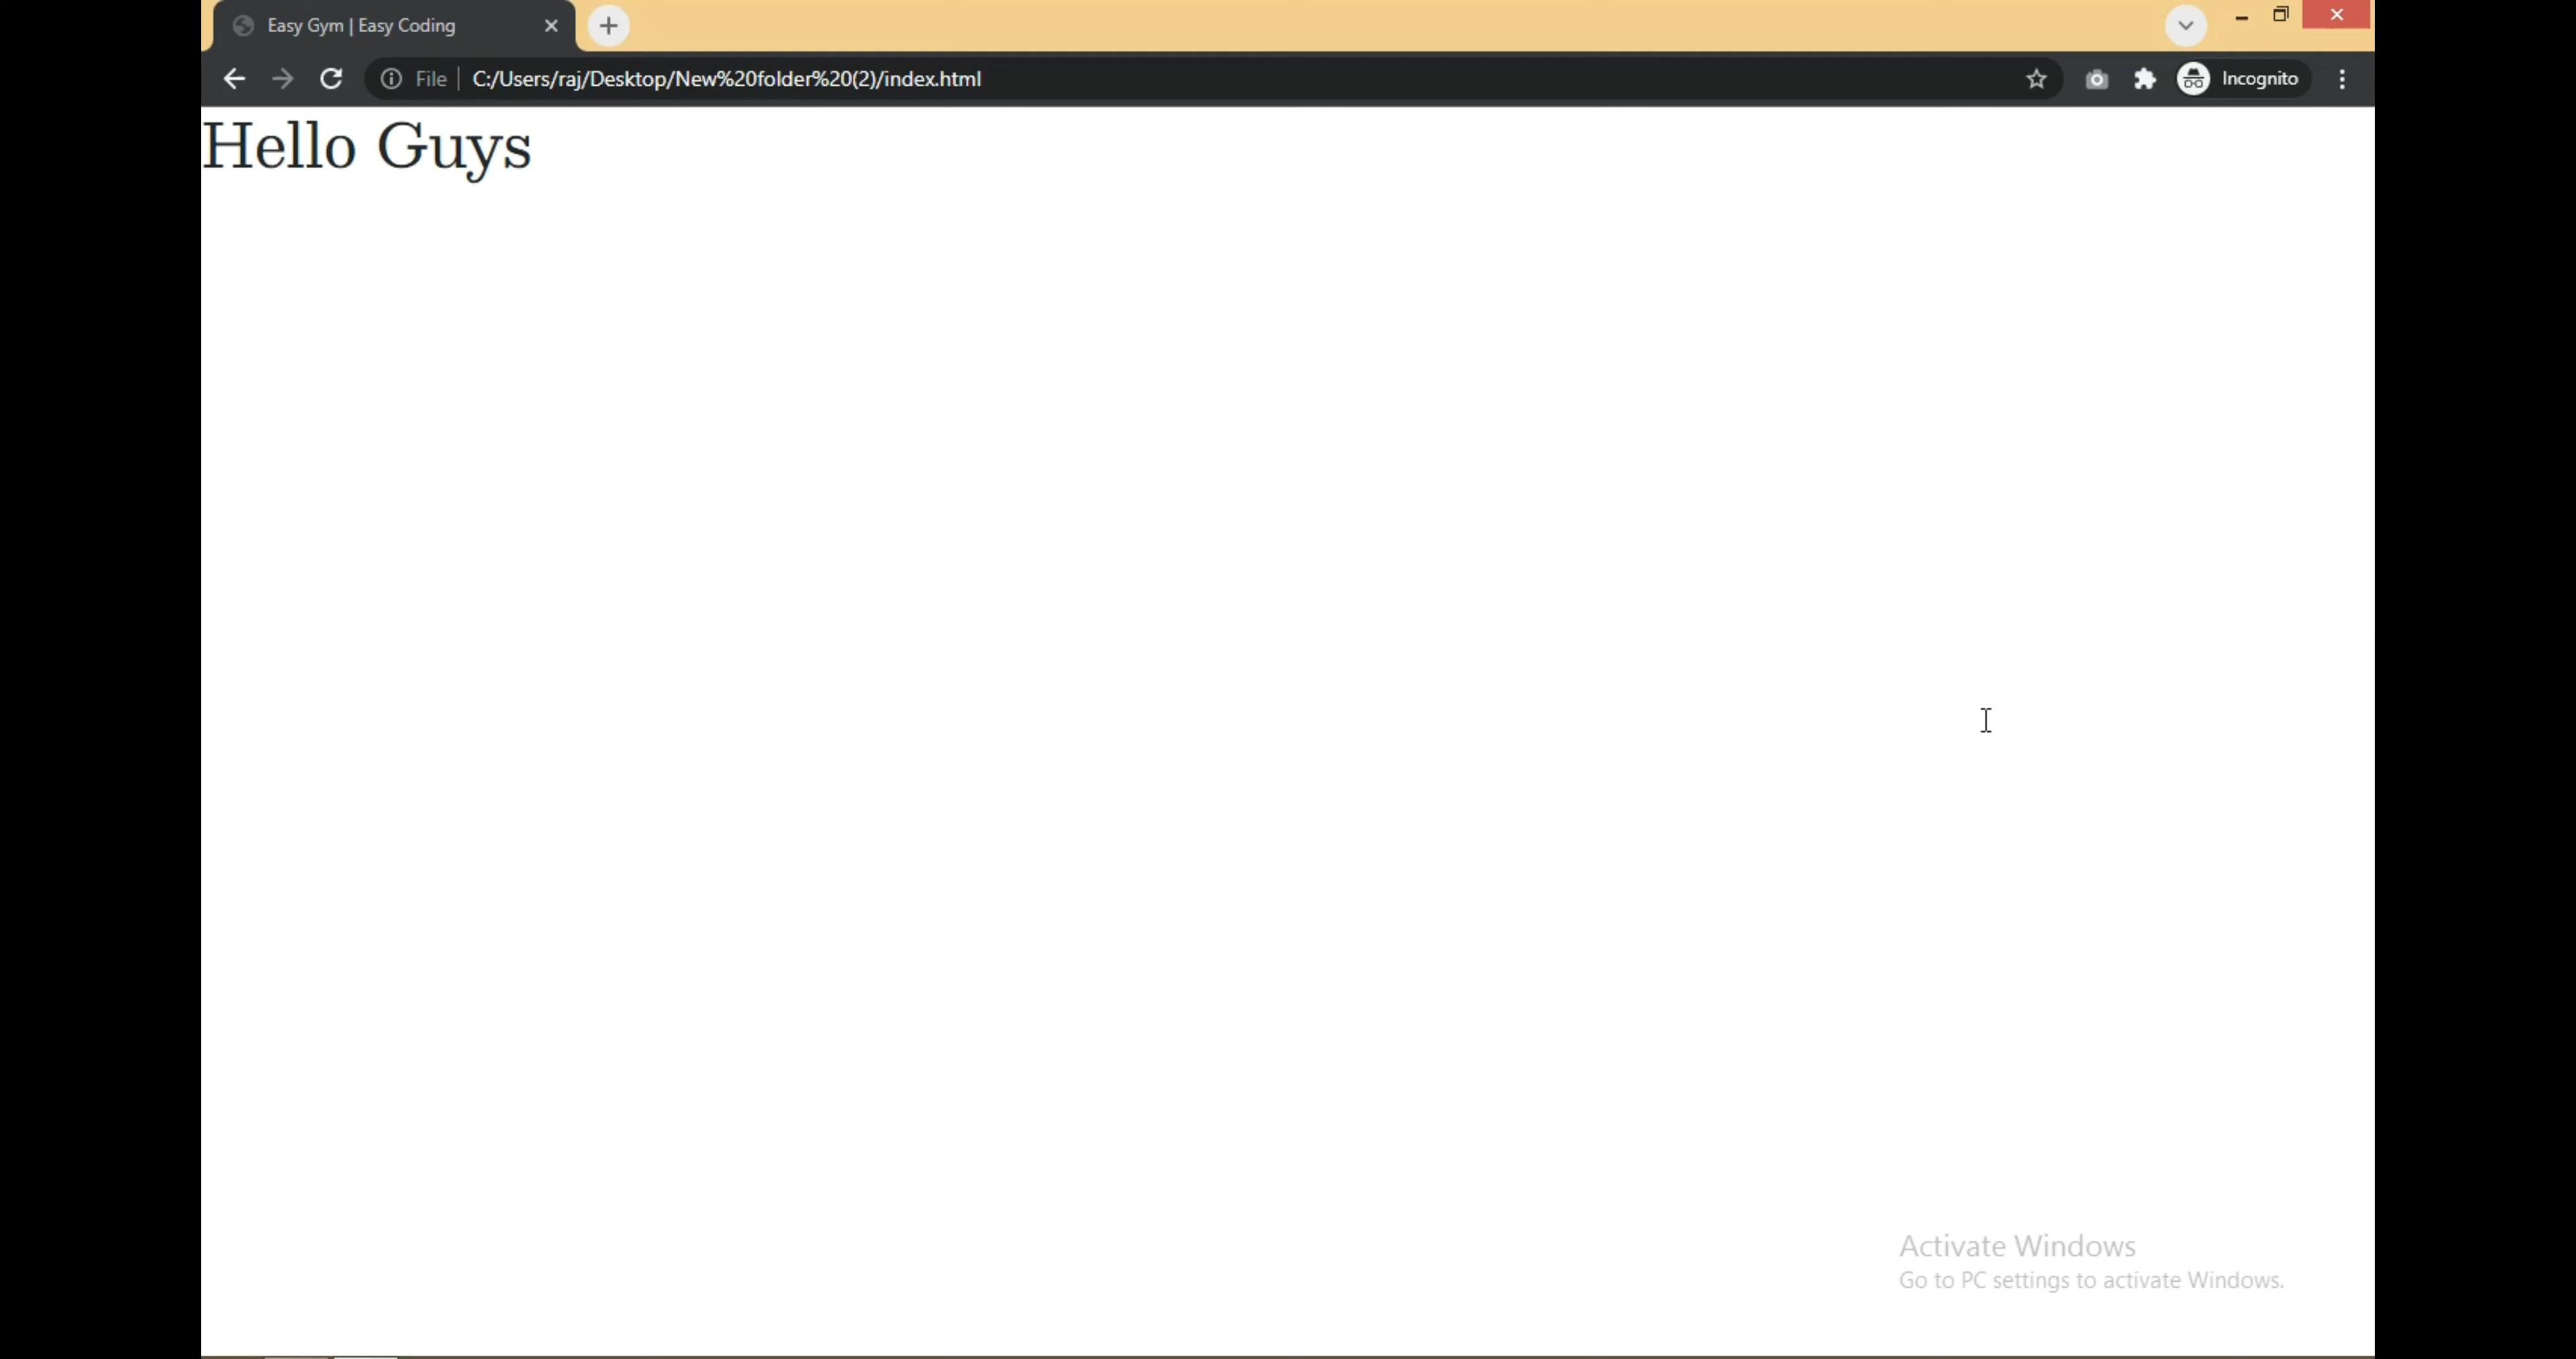 Easy Gym | Easy Coding
File C:/Users/raj/Desktop/New%20folder%20(2)/index.html
Incognito
Hello Guys
Activate Windows
Go to PC settings to activate Windows.